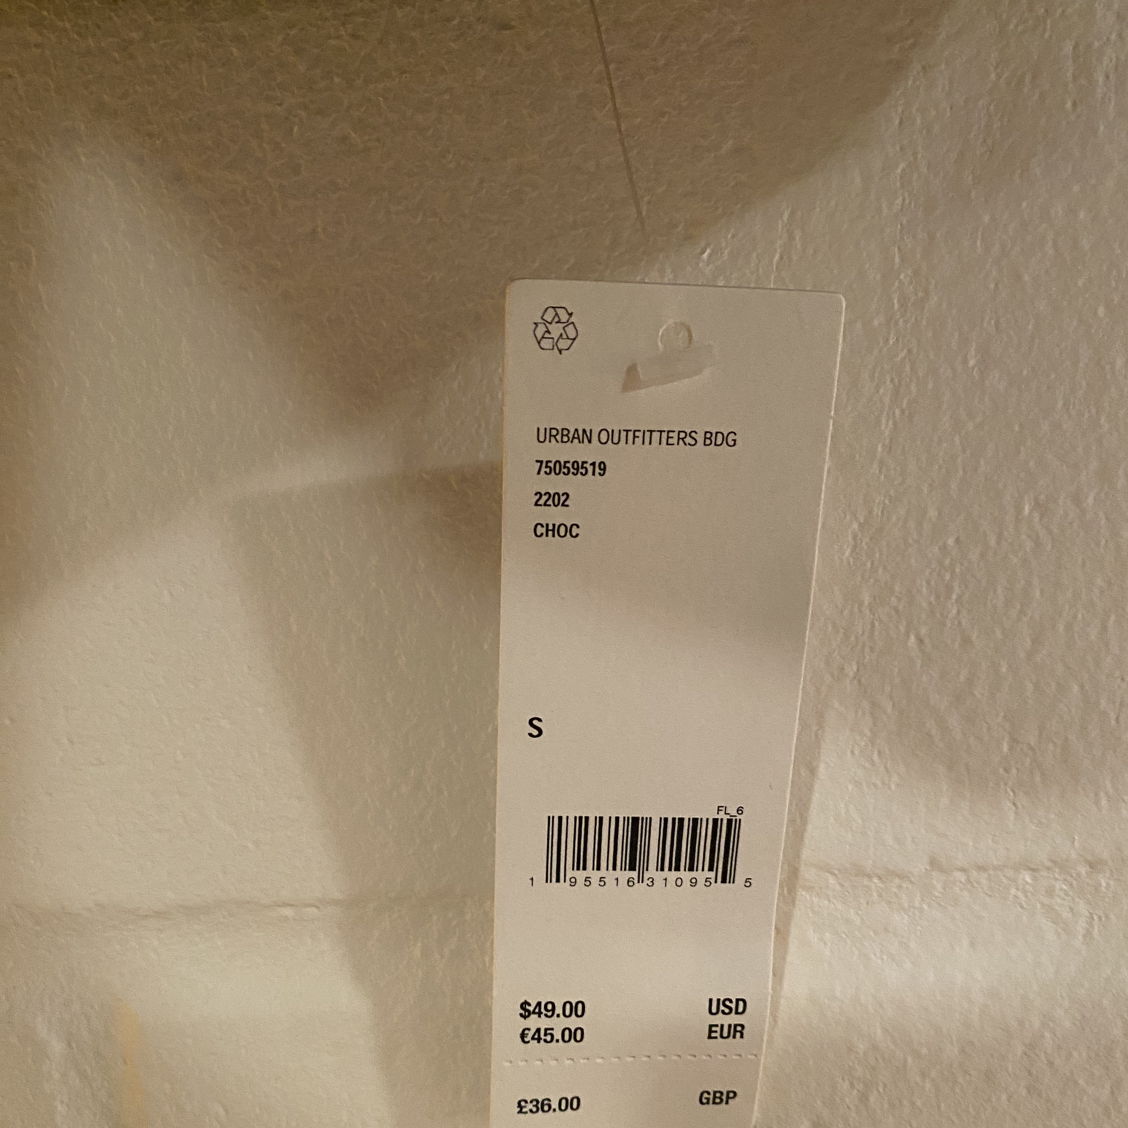 URBAN OUTFITTERS BDG
75059519
2202
CHOC
S
FL_6
1 95516 31095 5
$49.00 USD
€45.00 EUR
£36.00 GBP